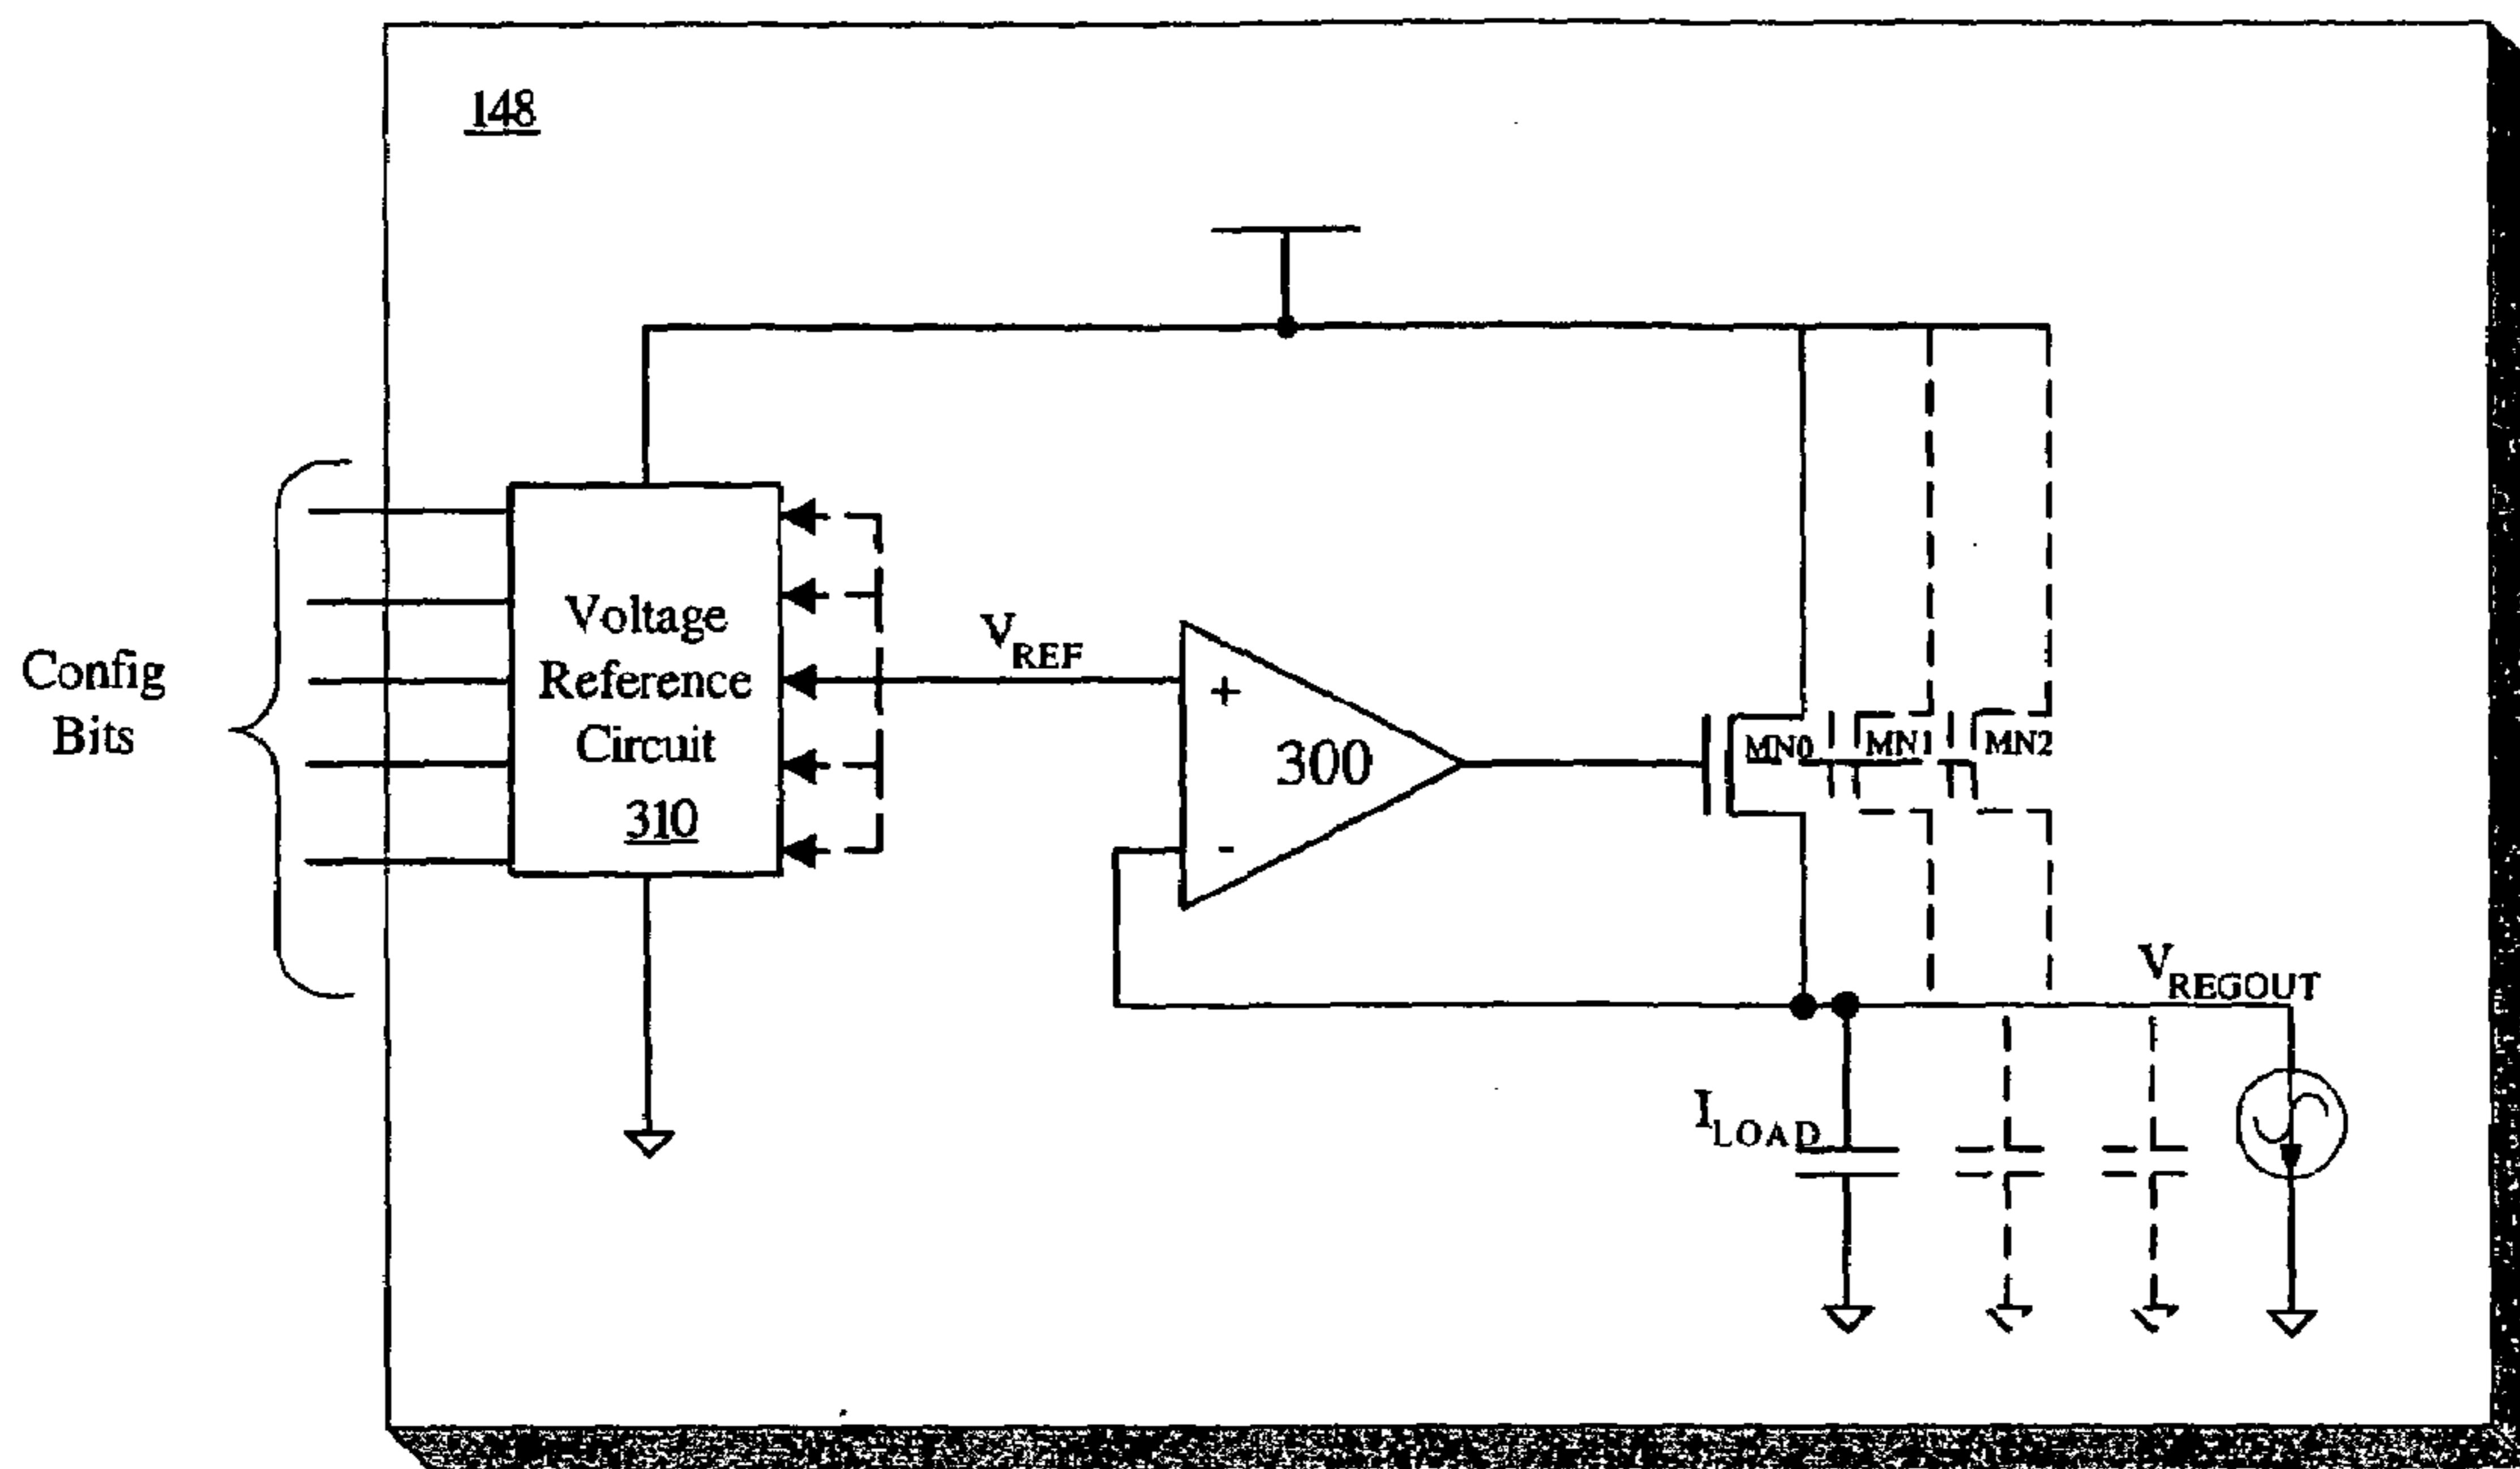 148
Config
Bits
Voltage
Reference
Circuit
310
VREF
+
-
300
MN0
MN1
MN2
VREGOUT
ILOAD